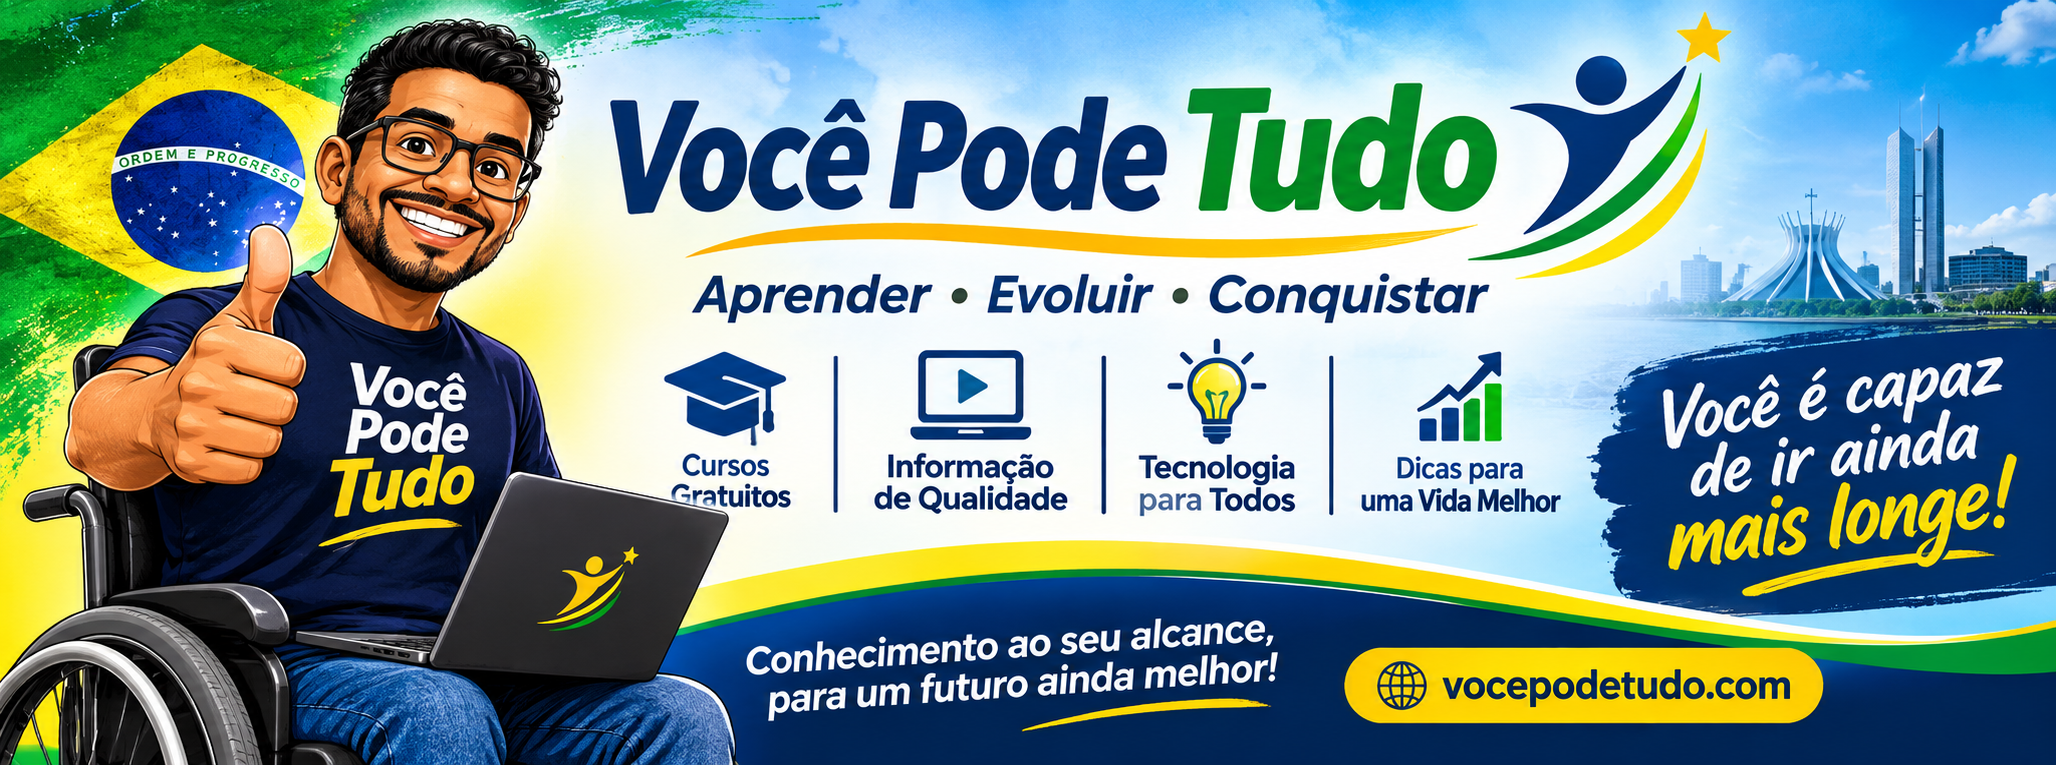 ORDEM E PROGRESSO
Você
Pode
Tudo
Você Pode Tudo
Aprender • Evoluir • Conquistar
Cursos
Gratuitos
Informação
de Qualidade
Tecnologia
para Todos
Dicas para
uma Vida Melhor
Você é capaz
de ir ainda
mais longe!
Conhecimento ao seu alcance,
para um futuro ainda melhor!
vocepodetudo.com